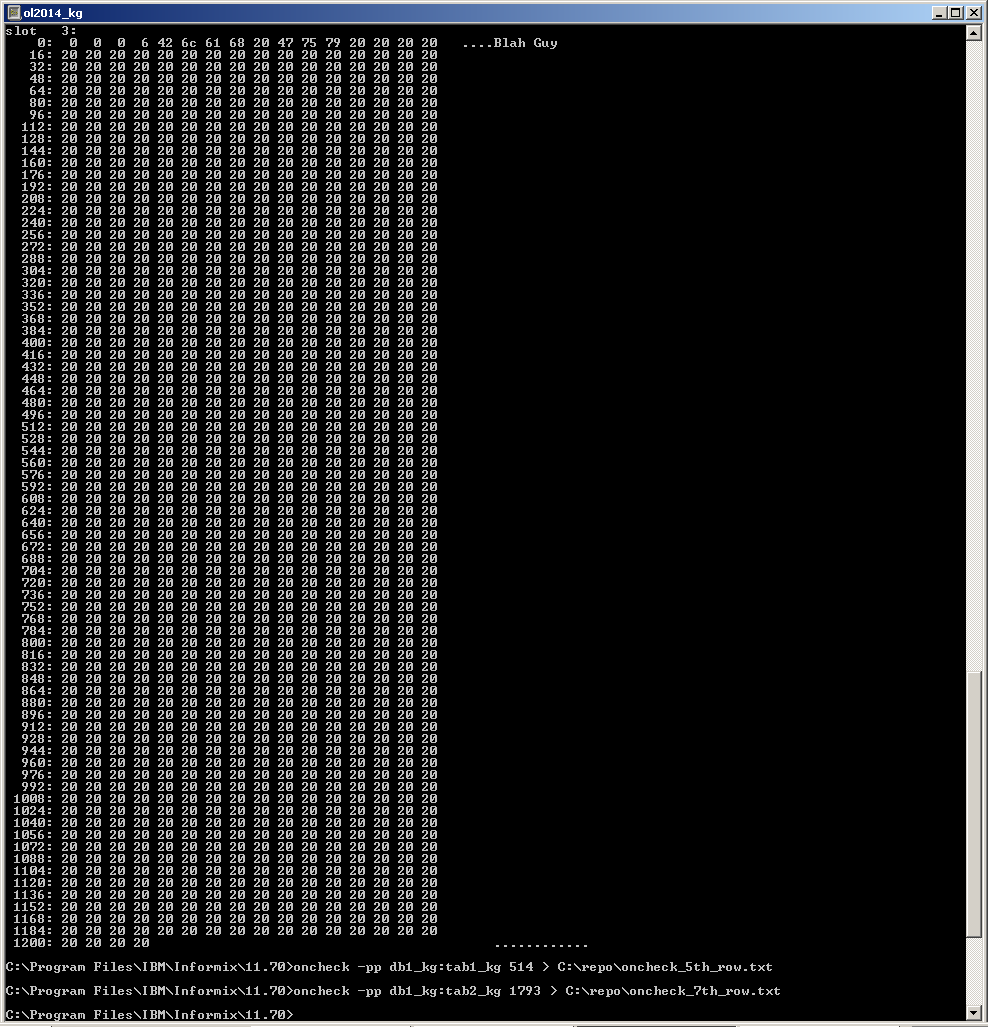 ol2014_kg
slot   3:
    0:  0  0  0  6 42 6c 61 68 20 47 75 79 20 20 20 20   ....Blah Guy
   16: 20 20 20 20 20 20 20 20 20 20 20 20 20 20 20 20
   32: 20 20 20 20 20 20 20 20 20 20 20 20 20 20 20 20
   48: 20 20 20 20 20 20 20 20 20 20 20 20 20 20 20 20
   64: 20 20 20 20 20 20 20 20 20 20 20 20 20 20 20 20
   80: 20 20 20 20 20 20 20 20 20 20 20 20 20 20 20 20
   96: 20 20 20 20 20 20 20 20 20 20 20 20 20 20 20 20
  112: 20 20 20 20 20 20 20 20 20 20 20 20 20 20 20 20
  128: 20 20 20 20 20 20 20 20 20 20 20 20 20 20 20 20
  144: 20 20 20 20 20 20 20 20 20 20 20 20 20 20 20 20
  160: 20 20 20 20 20 20 20 20 20 20 20 20 20 20 20 20
  176: 20 20 20 20 20 20 20 20 20 20 20 20 20 20 20 20
  192: 20 20 20 20 20 20 20 20 20 20 20 20 20 20 20 20
  208: 20 20 20 20 20 20 20 20 20 20 20 20 20 20 20 20
  224: 20 20 20 20 20 20 20 20 20 20 20 20 20 20 20 20
  240: 20 20 20 20 20 20 20 20 20 20 20 20 20 20 20 20
  256: 20 20 20 20 20 20 20 20 20 20 20 20 20 20 20 20
  272: 20 20 20 20 20 20 20 20 20 20 20 20 20 20 20 20
  288: 20 20 20 20 20 20 20 20 20 20 20 20 20 20 20 20
  304: 20 20 20 20 20 20 20 20 20 20 20 20 20 20 20 20
  320: 20 20 20 20 20 20 20 20 20 20 20 20 20 20 20 20
  336: 20 20 20 20 20 20 20 20 20 20 20 20 20 20 20 20
  352: 20 20 20 20 20 20 20 20 20 20 20 20 20 20 20 20
  368: 20 20 20 20 20 20 20 20 20 20 20 20 20 20 20 20
  384: 20 20 20 20 20 20 20 20 20 20 20 20 20 20 20 20
  400: 20 20 20 20 20 20 20 20 20 20 20 20 20 20 20 20
  416: 20 20 20 20 20 20 20 20 20 20 20 20 20 20 20 20
  432: 20 20 20 20 20 20 20 20 20 20 20 20 20 20 20 20
  448: 20 20 20 20 20 20 20 20 20 20 20 20 20 20 20 20
  464: 20 20 20 20 20 20 20 20 20 20 20 20 20 20 20 20
  480: 20 20 20 20 20 20 20 20 20 20 20 20 20 20 20 20
  496: 20 20 20 20 20 20 20 20 20 20 20 20 20 20 20 20
  512: 20 20 20 20 20 20 20 20 20 20 20 20 20 20 20 20
  528: 20 20 20 20 20 20 20 20 20 20 20 20 20 20 20 20
  544: 20 20 20 20 20 20 20 20 20 20 20 20 20 20 20 20
  560: 20 20 20 20 20 20 20 20 20 20 20 20 20 20 20 20
  576: 20 20 20 20 20 20 20 20 20 20 20 20 20 20 20 20
  592: 20 20 20 20 20 20 20 20 20 20 20 20 20 20 20 20
  608: 20 20 20 20 20 20 20 20 20 20 20 20 20 20 20 20
  624: 20 20 20 20 20 20 20 20 20 20 20 20 20 20 20 20
  640: 20 20 20 20 20 20 20 20 20 20 20 20 20 20 20 20
  656: 20 20 20 20 20 20 20 20 20 20 20 20 20 20 20 20
  672: 20 20 20 20 20 20 20 20 20 20 20 20 20 20 20 20
  688: 20 20 20 20 20 20 20 20 20 20 20 20 20 20 20 20
  704: 20 20 20 20 20 20 20 20 20 20 20 20 20 20 20 20
  720: 20 20 20 20 20 20 20 20 20 20 20 20 20 20 20 20
  736: 20 20 20 20 20 20 20 20 20 20 20 20 20 20 20 20
  752: 20 20 20 20 20 20 20 20 20 20 20 20 20 20 20 20
  768: 20 20 20 20 20 20 20 20 20 20 20 20 20 20 20 20
  784: 20 20 20 20 20 20 20 20 20 20 20 20 20 20 20 20
  800: 20 20 20 20 20 20 20 20 20 20 20 20 20 20 20 20
  816: 20 20 20 20 20 20 20 20 20 20 20 20 20 20 20 20
  832: 20 20 20 20 20 20 20 20 20 20 20 20 20 20 20 20
  848: 20 20 20 20 20 20 20 20 20 20 20 20 20 20 20 20
  864: 20 20 20 20 20 20 20 20 20 20 20 20 20 20 20 20
  880: 20 20 20 20 20 20 20 20 20 20 20 20 20 20 20 20
  896: 20 20 20 20 20 20 20 20 20 20 20 20 20 20 20 20
  912: 20 20 20 20 20 20 20 20 20 20 20 20 20 20 20 20
  928: 20 20 20 20 20 20 20 20 20 20 20 20 20 20 20 20
  944: 20 20 20 20 20 20 20 20 20 20 20 20 20 20 20 20
  960: 20 20 20 20 20 20 20 20 20 20 20 20 20 20 20 20
  976: 20 20 20 20 20 20 20 20 20 20 20 20 20 20 20 20
  992: 20 20 20 20 20 20 20 20 20 20 20 20 20 20 20 20
 1008: 20 20 20 20 20 20 20 20 20 20 20 20 20 20 20 20
 1024: 20 20 20 20 20 20 20 20 20 20 20 20 20 20 20 20
 1040: 20 20 20 20 20 20 20 20 20 20 20 20 20 20 20 20
 1056: 20 20 20 20 20 20 20 20 20 20 20 20 20 20 20 20
 1072: 20 20 20 20 20 20 20 20 20 20 20 20 20 20 20 20
 1088: 20 20 20 20 20 20 20 20 20 20 20 20 20 20 20 20
 1104: 20 20 20 20 20 20 20 20 20 20 20 20 20 20 20 20
 1120: 20 20 20 20 20 20 20 20 20 20 20 20 20 20 20 20
 1136: 20 20 20 20 20 20 20 20 20 20 20 20 20 20 20 20
 1152: 20 20 20 20 20 20 20 20 20 20 20 20 20 20 20 20
 1168: 20 20 20 20 20 20 20 20 20 20 20 20 20 20 20 20
 1184: 20 20 20 20 20 20 20 20 20 20 20 20 20 20 20 20
 1200: 20 20 20 20                                           ............
C:\Program Files\IBM\Informix\11.70>oncheck -pp db1_kg:tab1_kg 514 > C:\repo\oncheck_5th_row.txt
C:\Program Files\IBM\Informix\11.70>oncheck -pp db1_kg:tab2_kg 1793 > C:\repo\oncheck_7th_row.txt
C:\Program Files\IBM\Informix\11.70>